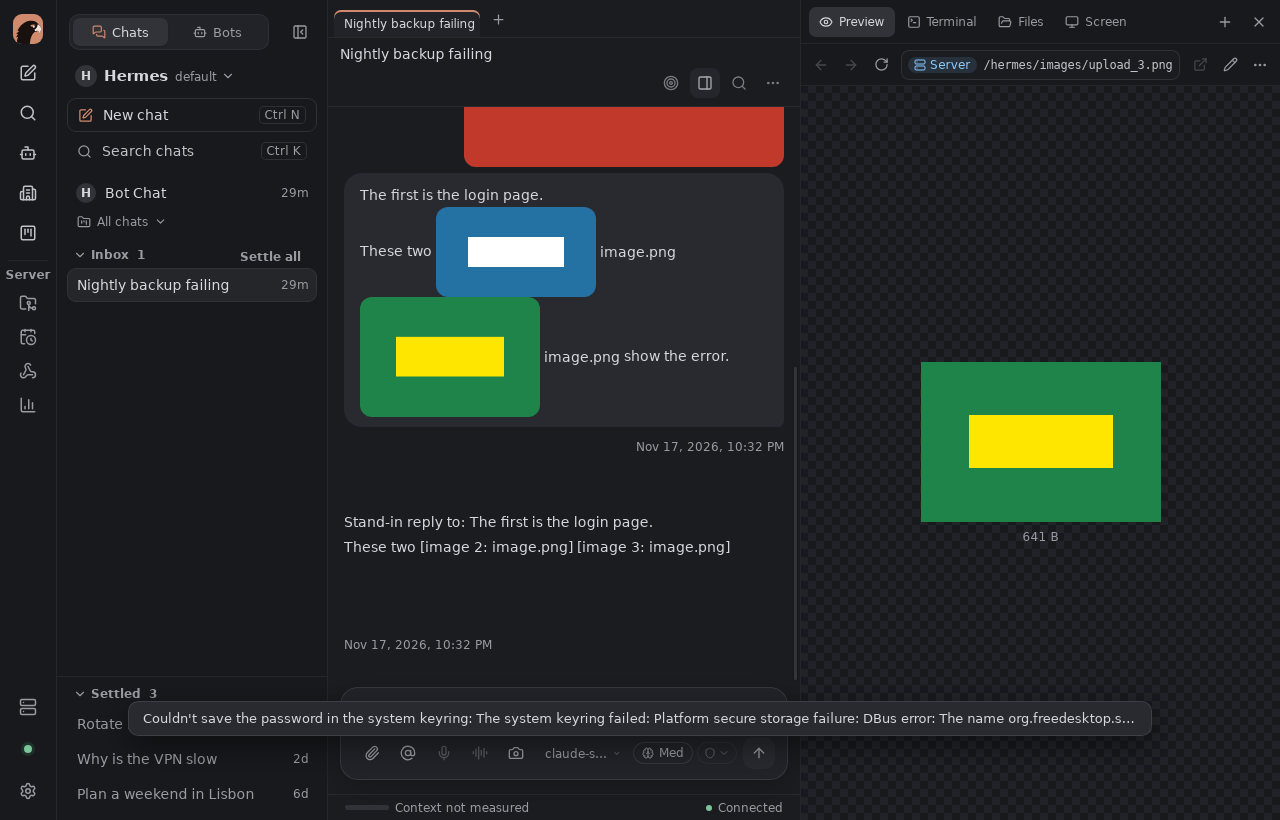 Chats
Bots
Nightly backup failing
Preview
Terminal
Files
Screen
H Hermes default
Nightly backup failing
Server /hermes/images/upload_3.png
New chat Ctrl N
Search chats Ctrl K
H Bot Chat 29m
All chats
Inbox 1 Settle all
Server
Nightly backup failing 29m
The first is the login page.
These two image.png
image.png show the error.
Nov 17, 2026, 10:32 PM
Stand-in reply to: The first is the login page.
These two [image 2: image.png] [image 3: image.png]
Nov 17, 2026, 10:32 PM
641 B
Settled 3
Rotate
Couldn't save the password in the system keyring: The system keyring failed: Platform secure storage failure: DBus error: The name org.freedesktop.s...
Why is the VPN slow 2d
Plan a weekend in Lisbon 6d
claude-s... Med
Context not measured
Connected